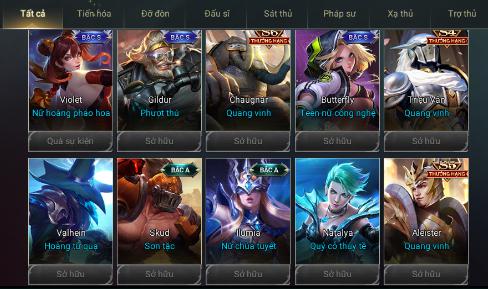 Tất cả
Tiến hóa
Đỡ đòn
Đấu sĩ
Sát thủ
Pháp sư
Xạ thủ
Trợ thủ
BẬC S
Violet
Nữ hoàng pháo hoa
Quà sự kiện
BẬC S
Gildur
Phượt thủ
Sở hữu
S6
THƯỞNG HẠNG
Chaugnar
Quang vinh
Sở hữu
BẬC S
Butterfly
Teen nữ công nghệ
Sở hữu
S4
THƯỞNG HẠNG
Triệu Vân
Quang vinh
Sở hữu
Valhein
Hoàng tử quạ
Sở hữu
BẬC A
Skud
Sơn tặc
Sở hữu
BẬC A
Ilumia
Nữ chúa tuyết
Sở hữu
Natalya
Quý cô thủy tề
Sở hữu
S5
THƯỞNG HẠNG
Aleister
Quang vinh
Sở hữu